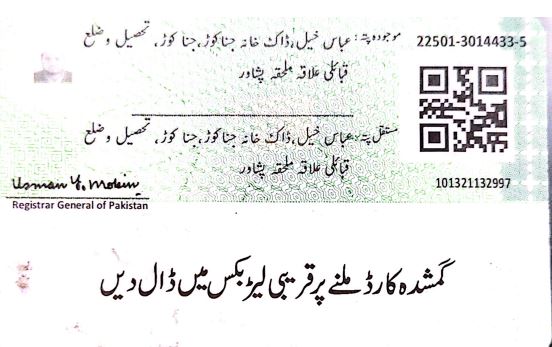 موجودہ پتہ: عباس خیل، ڈاک خانہ جنا کوڑ، جنا کوڑ، تحصیل و ضلع
قبائلی علاقہ ملحقہ پشاور
22501-3014433-5
مستقل پتہ: عباس خیل، ڈاک خانہ جنا کوڑ، جنا کوڑ، تحصیل و ضلع
قبائلی علاقہ ملحقہ پشاور
101321132997
Usman Y. Mobin
Registrar General of Pakistan
گمشدہ کارڈ ملنے پر قریبی لیٹر بکس میں ڈال دیں